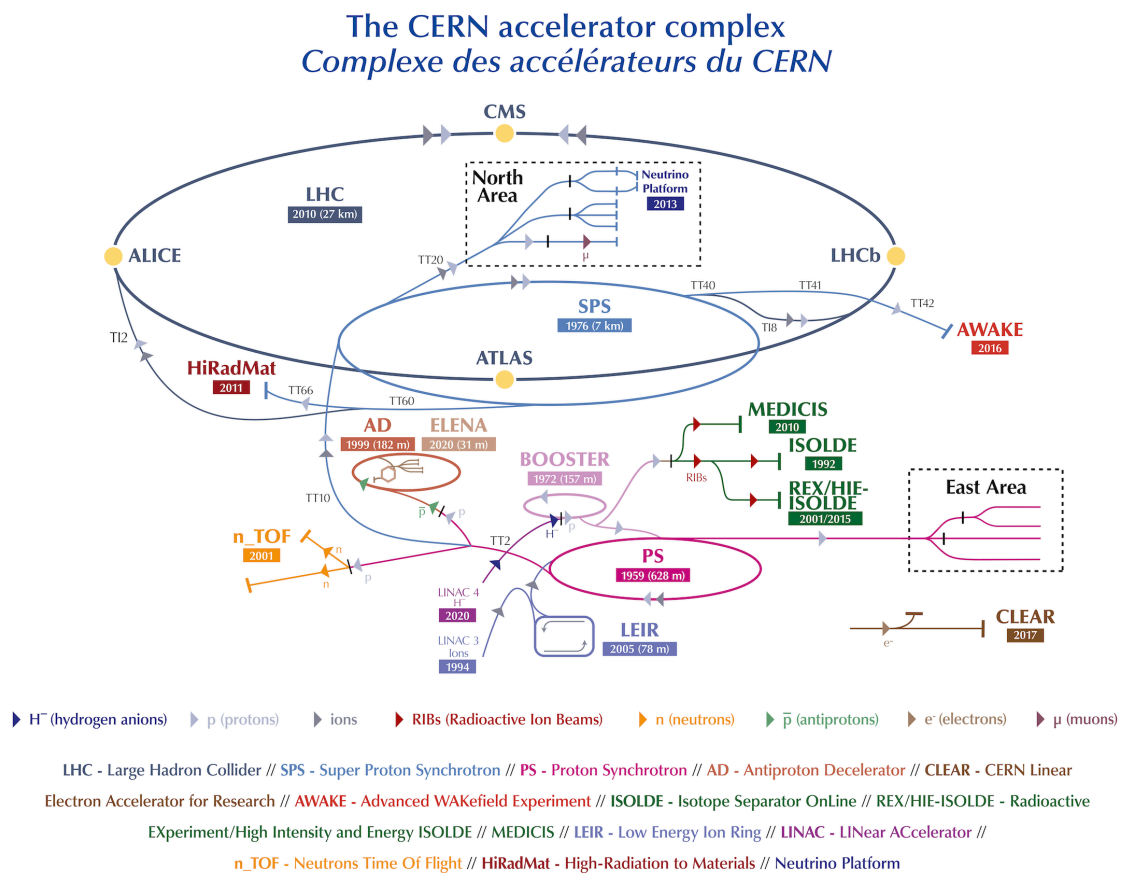 The CERN accelerator complex
Complexe des accélérateurs du CERN
CMS
North
Area
Neutrino
Platform
2013
LHC
2010 (27 km)
ALICE
LHCb
μ
TT20
TT40
TT41
TT42
SPS
1976 (7 km)
TI8
AWAKE
2016
TI2
ATLAS
HiRadMat
2011
TT66
TT60
MEDICIS
2010
AD
1999 (182 m)
ELENA
2020 (31 m)
BOOSTER
1972 (157 m)
ISOLDE
1992
RIBs
REX/HIE-
ISOLDE
2001/2015
East Area
TT10
p̅
p
H⁻
p
TT2
n_TOF
2001
n
n
p
PS
1959 (628 m)
LINAC 4
H⁻
2020
LINAC 3
Ions
1994
LEIR
2005 (78 m)
CLEAR
2017
e-
H⁻ (hydrogen anions)
p (protons)
ions
RIBs (Radioactive Ion Beams)
n (neutrons)
p̅ (antiprotons)
e- (electrons)
μ (muons)
LHC - Large Hadron Collider // SPS - Super Proton Synchrotron // PS - Proton Synchrotron // AD - Antiproton Decelerator // CLEAR - CERN Linear
Electron Accelerator for Research // AWAKE - Advanced WAKefield Experiment // ISOLDE - Isotope Separator OnLine // REX/HIE-ISOLDE - Radioactive
EXperiment/High Intensity and Energy ISOLDE // MEDICIS // LEIR - Low Energy Ion Ring // LINAC - LINear ACcelerator //
n_TOF - Neutrons Time Of Flight // HiRadMat - High-Radiation to Materials // Neutrino Platform